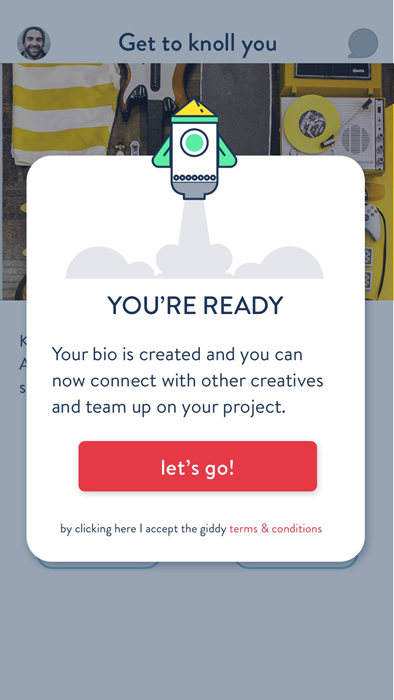 Get to knoll you
YOU'RE READY
Your bio is created and you can
now connect with other creatives
and team up on your project.
let's go!
by clicking here I accept the giddy terms & conditions